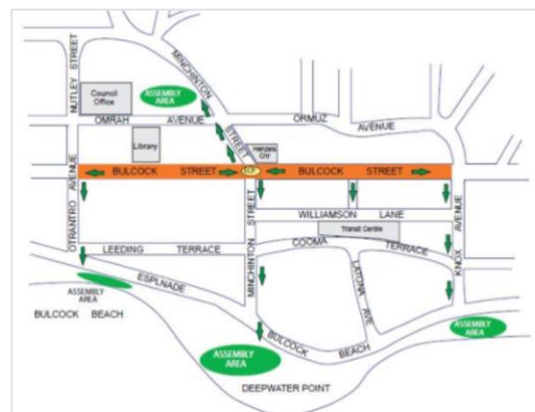 MINCHINTON
STREET
NUTLEY STREET
Council
Office
ASSEMBLY
AREA
OMRAH AVENUE
ORMUZ
AVENUE
Library
BULCOCK STREET
BULCOCK STREET
OTRANTRO AVENUE
MINCHINTON STREET
WILLIAMSON LANE
Transit Centre
KNOX AVENUE
LEEDING TERRACE
COOMA TERRACE
ESPLNADE
ASSEMBLY
AREA
BULCOCK BEACH
BULCOCK BEACH
ASSEMBLY
AREA
ASSEMBLY
AREA
DEEPWATER POINT